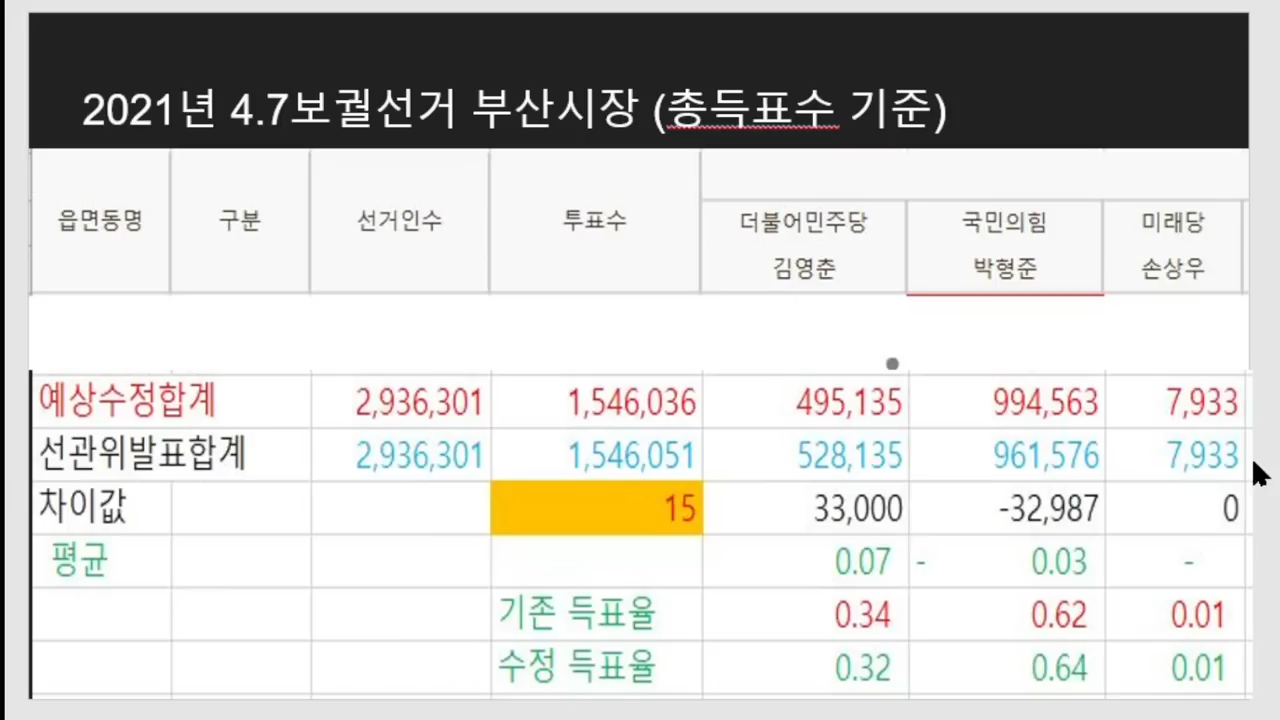 2021년 4.7보궐선거 부산시장 (총득표수 기준)
읍면동명 구분 선거인수 투표수 더불어민주당 국민의힘 미래당
김영춘 박형준 손상우
예상수정합계 2,936,301 1,546,036 495,135 994,563 7,933
선관위발표합계 2,936,301 1,546,051 528,135 961,576 7,933
차이값 15 33,000 -32,987 0
평균 0.07 - 0.03 -
기존 득표율 0.34 0.62 0.01
수정 득표율 0.32 0.64 0.01